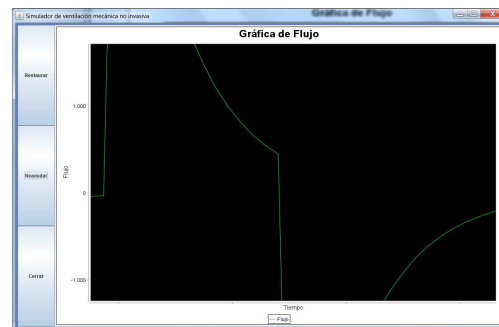 Simulador de ventilación mecánica no invasiva
Gráfica de Flujo
Gráfica de Flujo
Restaurar
Reanudar
Cerrar
Flujo
1.000
0
-1.000
Tiempo
Flujo